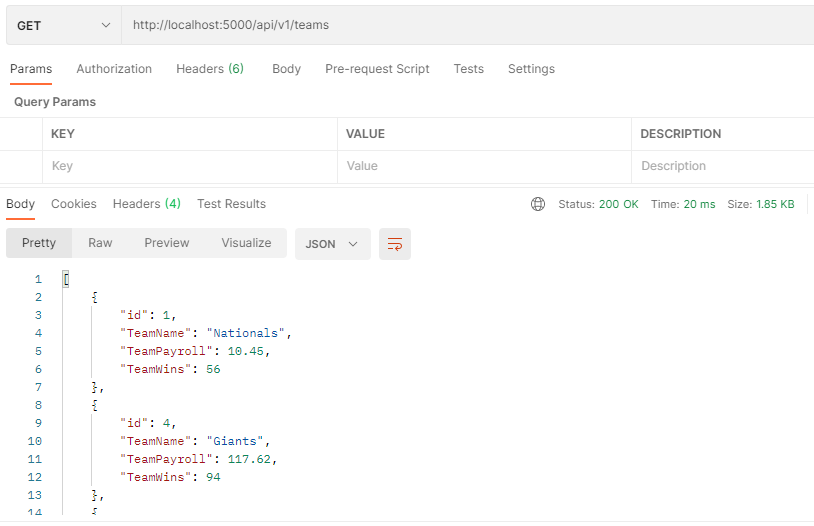 GET http://localhost:5000/api/v1/teams
Params Authorization Headers (6) Body Pre-request Script Tests Settings
Query Params
KEY VALUE DESCRIPTION
Key Value Description
Body Cookies Headers (4) Test Results Status: 200 OK Time: 20 ms Size: 1.85 KB
Pretty Raw Preview Visualize JSON
1 [
2 {
3 "id": 1,
4 "TeamName": "Nationals",
5 "TeamPayroll": 10.45,
6 "TeamWins": 56
7 },
8 {
9 "id": 4,
10 "TeamName": "Giants",
11 "TeamPayroll": 117.62,
12 "TeamWins": 94
13 },
14 {